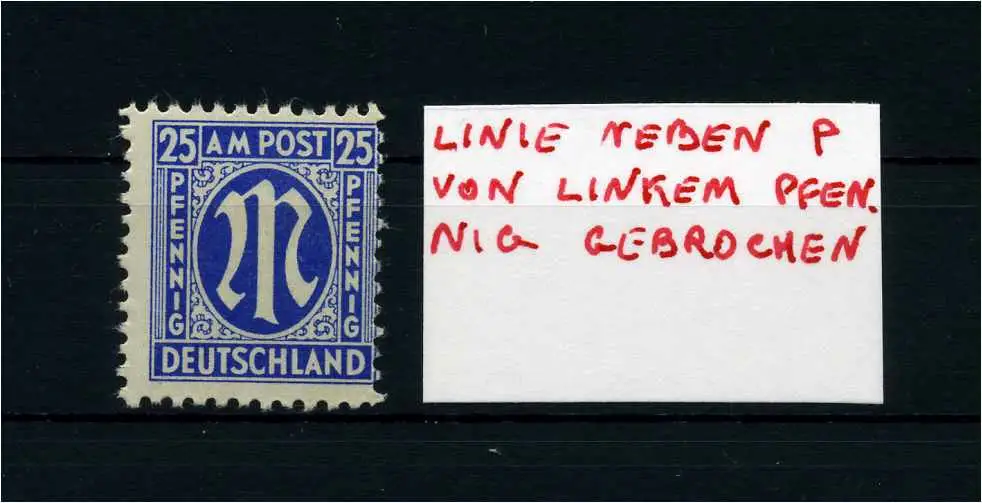 25 AM POST 25
PFENNIG
PFENNIG
M
DEUTSCHLAND
LINIE NEBEN P
VON LINKEM PFEN.
NIG GEBROCHEN